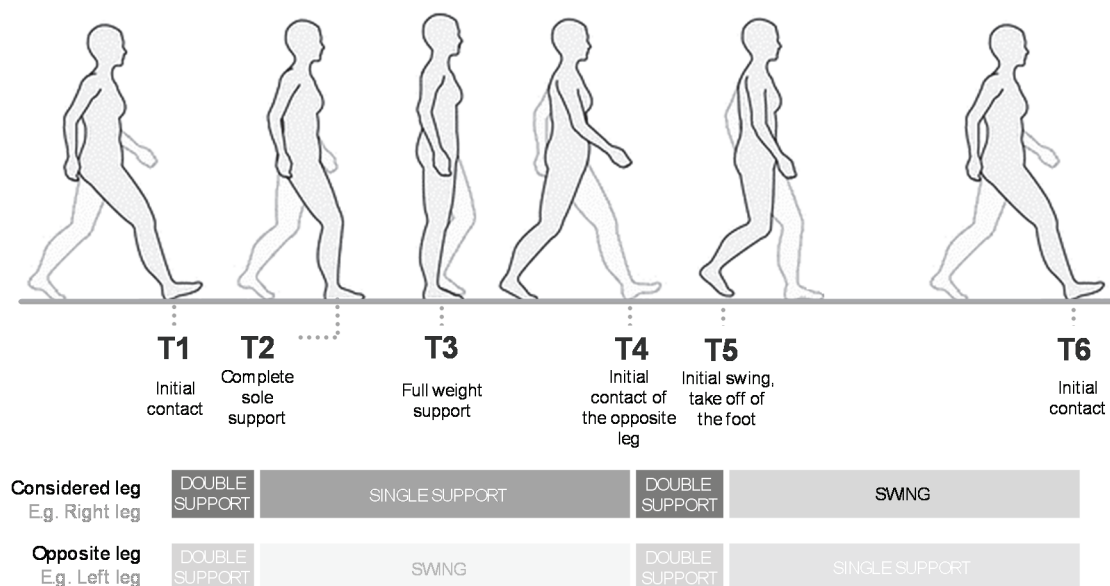 T1
Initial
contact
T2
Complete
sole
support
T3
Full weight
support
T4
Initial
contact of
the opposite
leg
T5
Initial swing,
take off of
the foot
T6
Initial
contact
Considered leg
E.g. Right leg
DOUBLE
SUPPORT
SINGLE SUPPORT
DOUBLE
SUPPORT
SWING
Opposite leg
E.g. Left leg
DOUBLE
SUPPORT
SWING
DOUBLE
SUPPORT
SINGLE SUPPORT